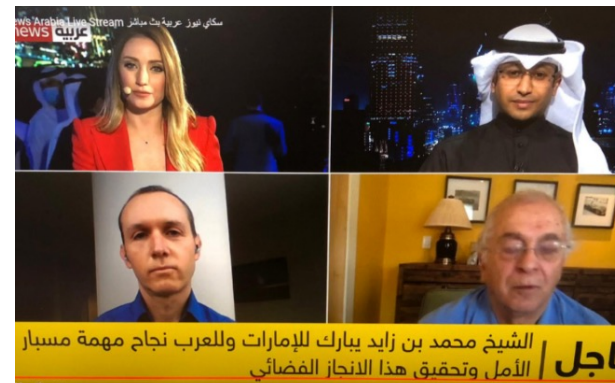 News Arabia Live Stream سكاي نيوز عربية بث مباشر
news عربية
الشيخ محمد بن زايد يبارك للإمارات وللعرب نجاح مهمة مسبار
الأمل وتحقيق هذا الانجاز الفضائي